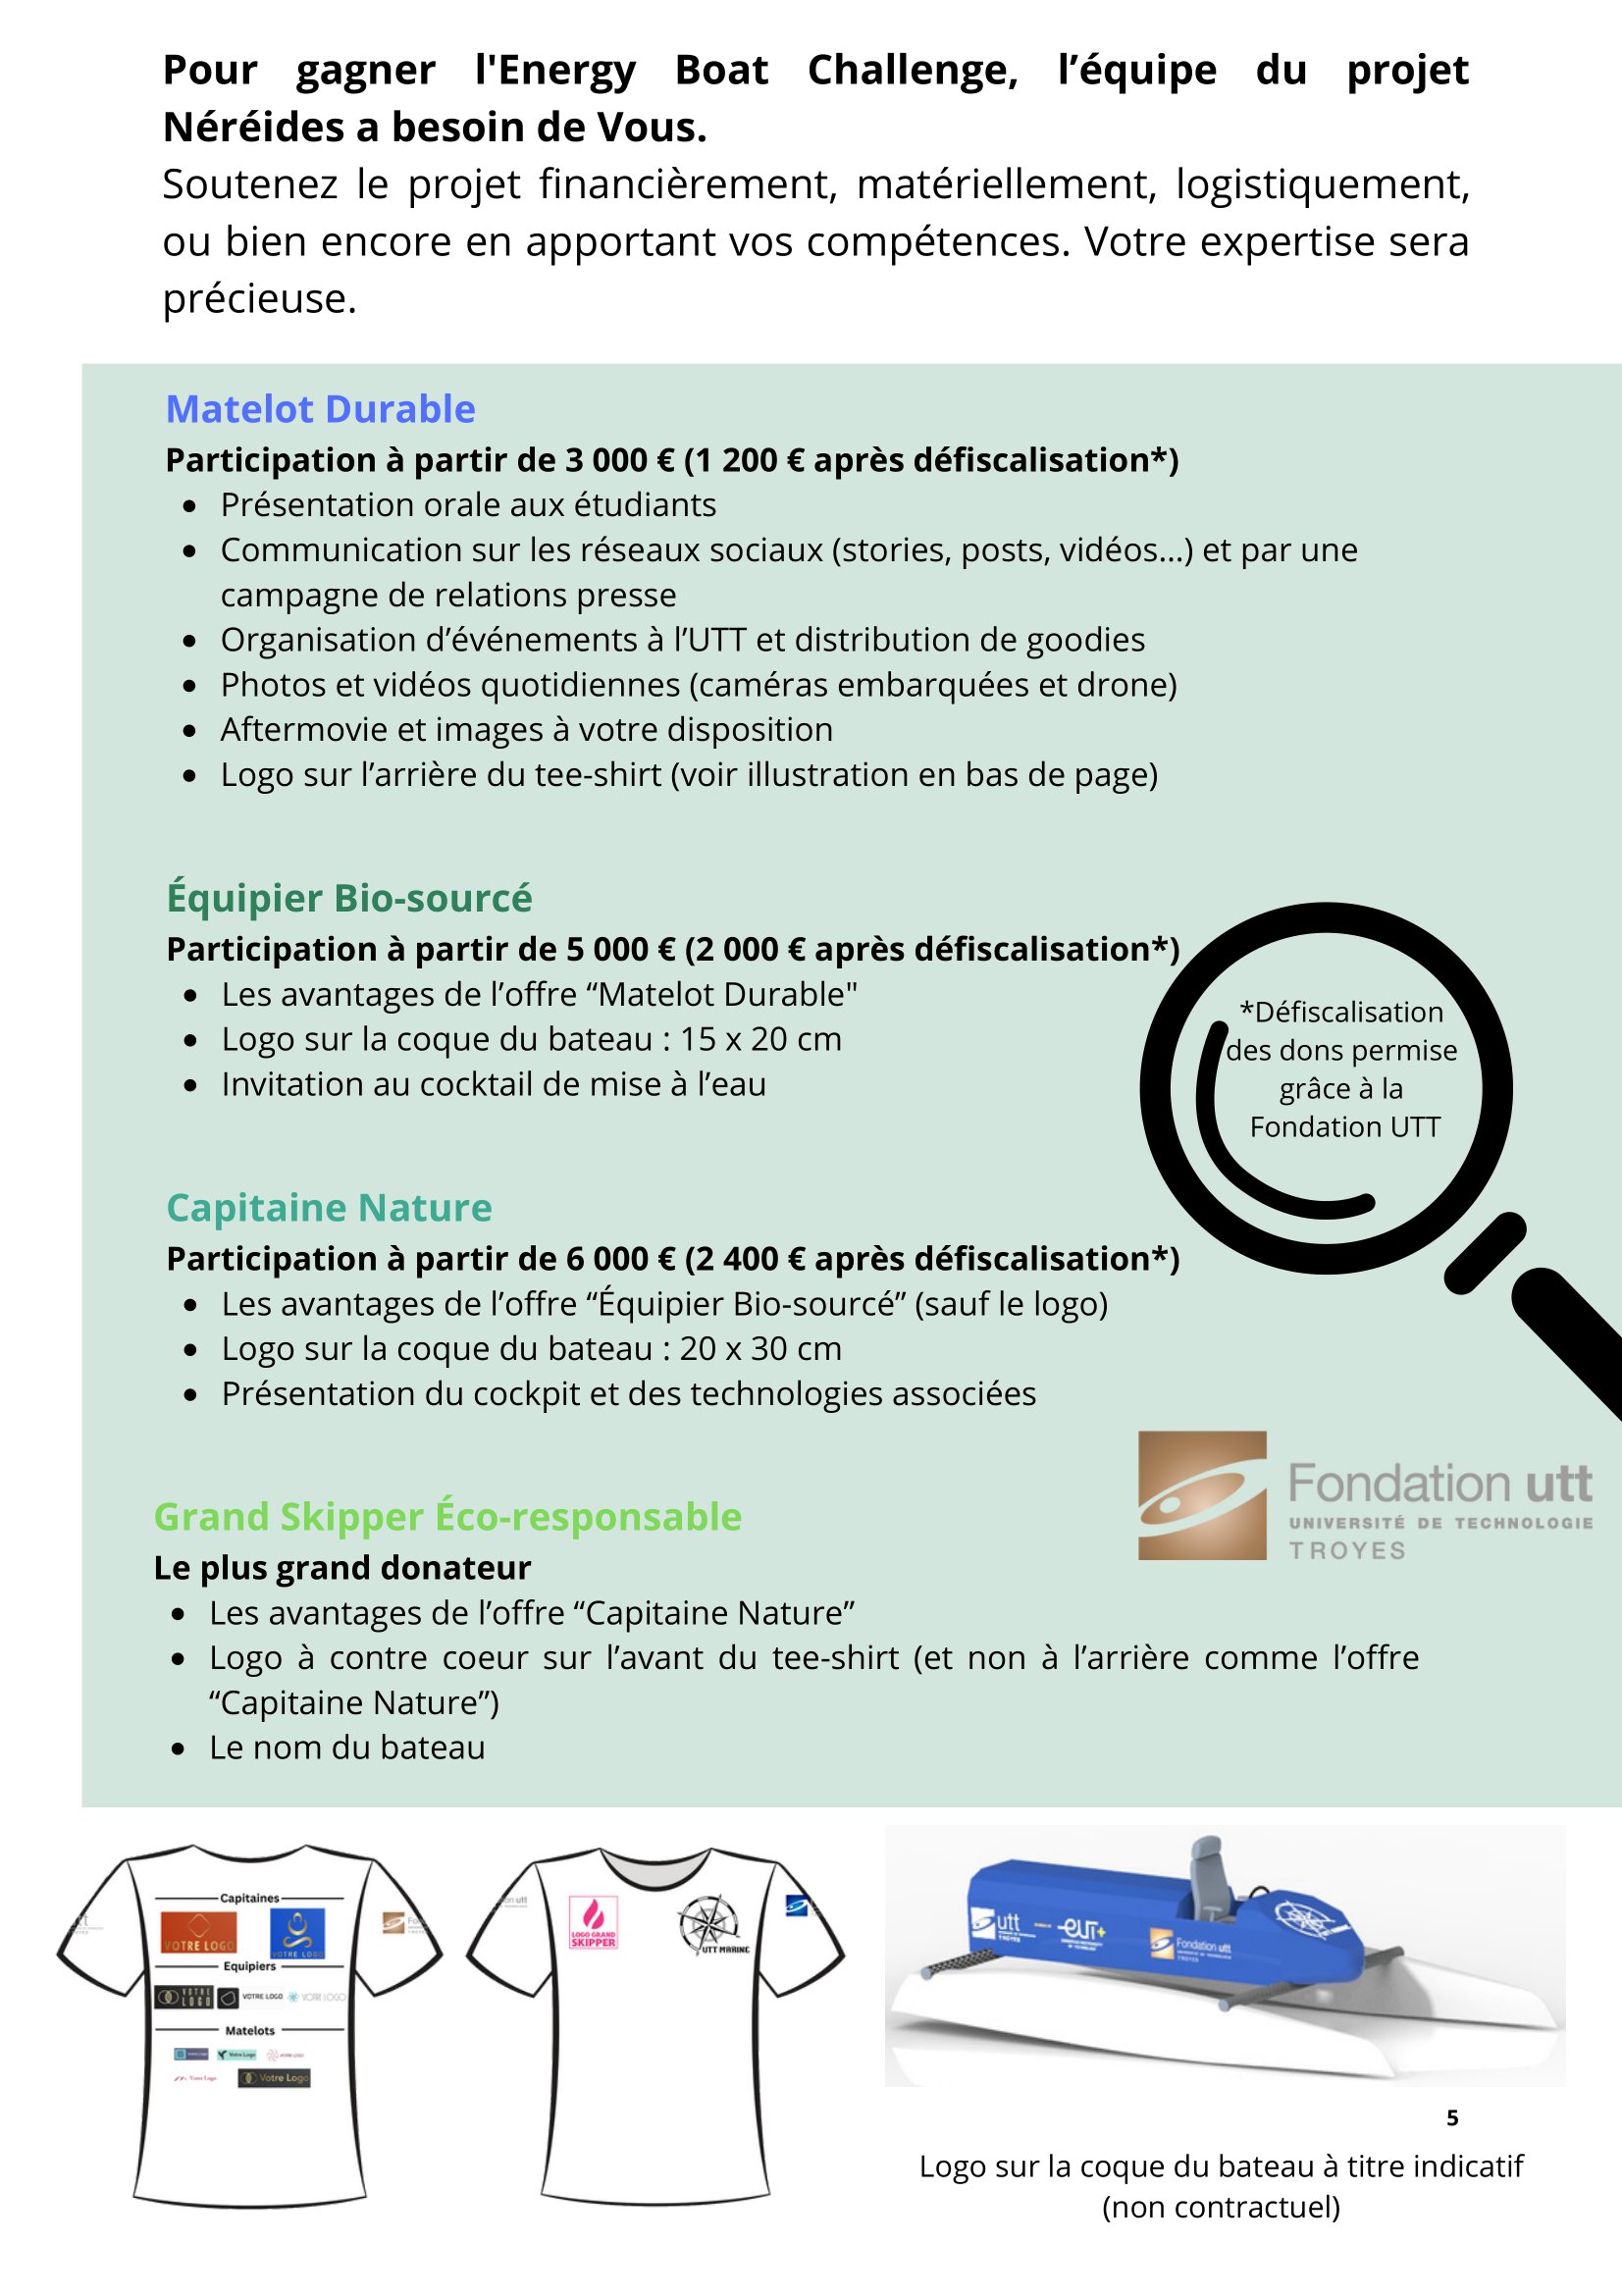 Pour gagner l'Energy Boat Challenge, l’équipe du projet
Néréides a besoin de Vous.
Soutenez le projet financièrement, matériellement, logistiquement,
ou bien encore en apportant vos compétences. Votre expertise sera
précieuse.
Matelot Durable
Participation à partir de 3 000 € (1 200 € après défiscalisation*)
• Présentation orale aux étudiants
• Communication sur les réseaux sociaux (stories, posts, vidéos...) et par une
campagne de relations presse
• Organisation d’événements à l’UTT et distribution de goodies
• Photos et vidéos quotidiennes (caméras embarquées et drone)
• Aftermovie et images à votre disposition
• Logo sur l’arrière du tee-shirt (voir illustration en bas de page)
Équipier Bio-sourcé
Participation à partir de 5 000 € (2 000 € après défiscalisation*)
• Les avantages de l’offre “Matelot Durable"
• Logo sur la coque du bateau : 15 x 20 cm
• Invitation au cocktail de mise à l’eau
*Défiscalisation
des dons permise
grâce à la
Fondation UTT
Capitaine Nature
Participation à partir de 6 000 € (2 400 € après défiscalisation*)
• Les avantages de l’offre “Équipier Bio-sourcé” (sauf le logo)
• Logo sur la coque du bateau : 20 x 30 cm
• Présentation du cockpit et des technologies associées
Fondation utt
UNIVERSITÉ DE TECHNOLOGIE
TROYES
Grand Skipper Éco-responsable
Le plus grand donateur
• Les avantages de l’offre “Capitaine Nature”
• Logo à contre coeur sur l’avant du tee-shirt (et non à l’arrière comme l’offre
“Capitaine Nature”)
• Le nom du bateau
Capitaines
VOTRE LOGO
VOTRE LOGO
Equipiers
VOTRE LOGO
VOTRE LOGO
VOTRE LOGO
Matelots
Votre Logo
Votre Logo
Votre Logo
Votre Logo
LOGO GRAND
SKIPPER
UTT MARINE
utt
TROYES
eut+
Fondation utt
TROYES
5
Logo sur la coque du bateau à titre indicatif
(non contractuel)